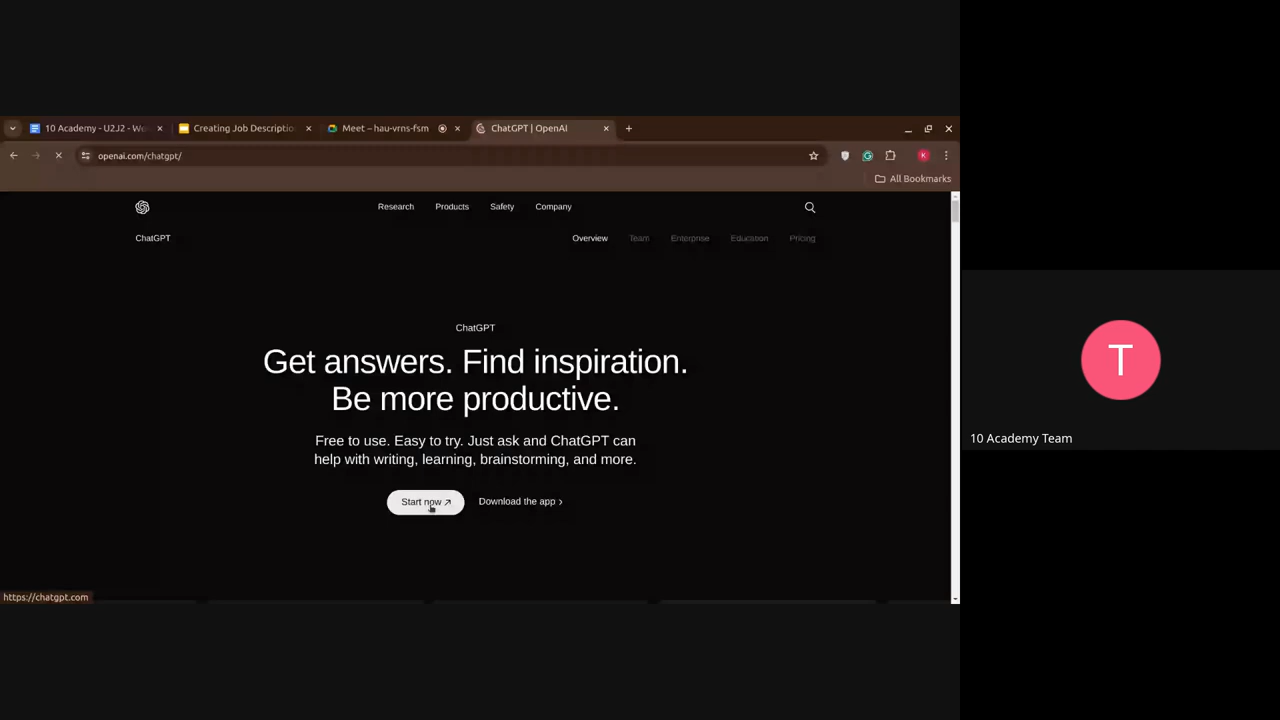 10 Academy - U2J2 - W
Creating Job Descriptio
Meet – hau-vrns-fsm
ChatGPT | OpenAI
openai.com/chatgpt/
K
All Bookmarks
Research Products Safety Company
ChatGPT
Overview Team Enterprise Education Pricing
ChatGPT
Get answers. Find inspiration.
Be more productive.
Free to use. Easy to try. Just ask and ChatGPT can
help with writing, learning, brainstorming, and more.
Start now ↗ Download the app ›
https://chatgpt.com
T
10 Academy Team